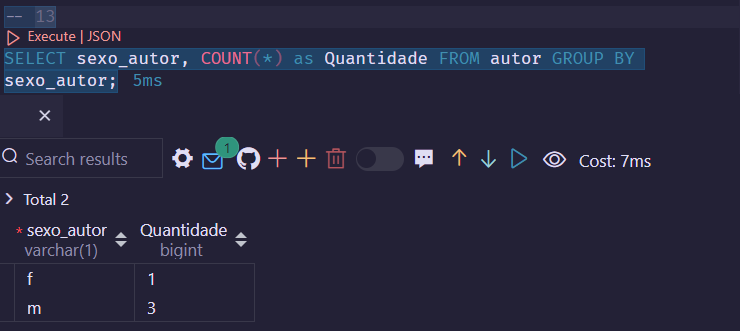 -- 13
Execute | JSON
SELECT sexo_autor, COUNT(*) as Quantidade FROM autor GROUP BY
sexo_autor; 5ms
Search results
1
Cost: 7ms
Total 2
* sexo_autor Quantidade
varchar(1) bigint
f 1
m 3